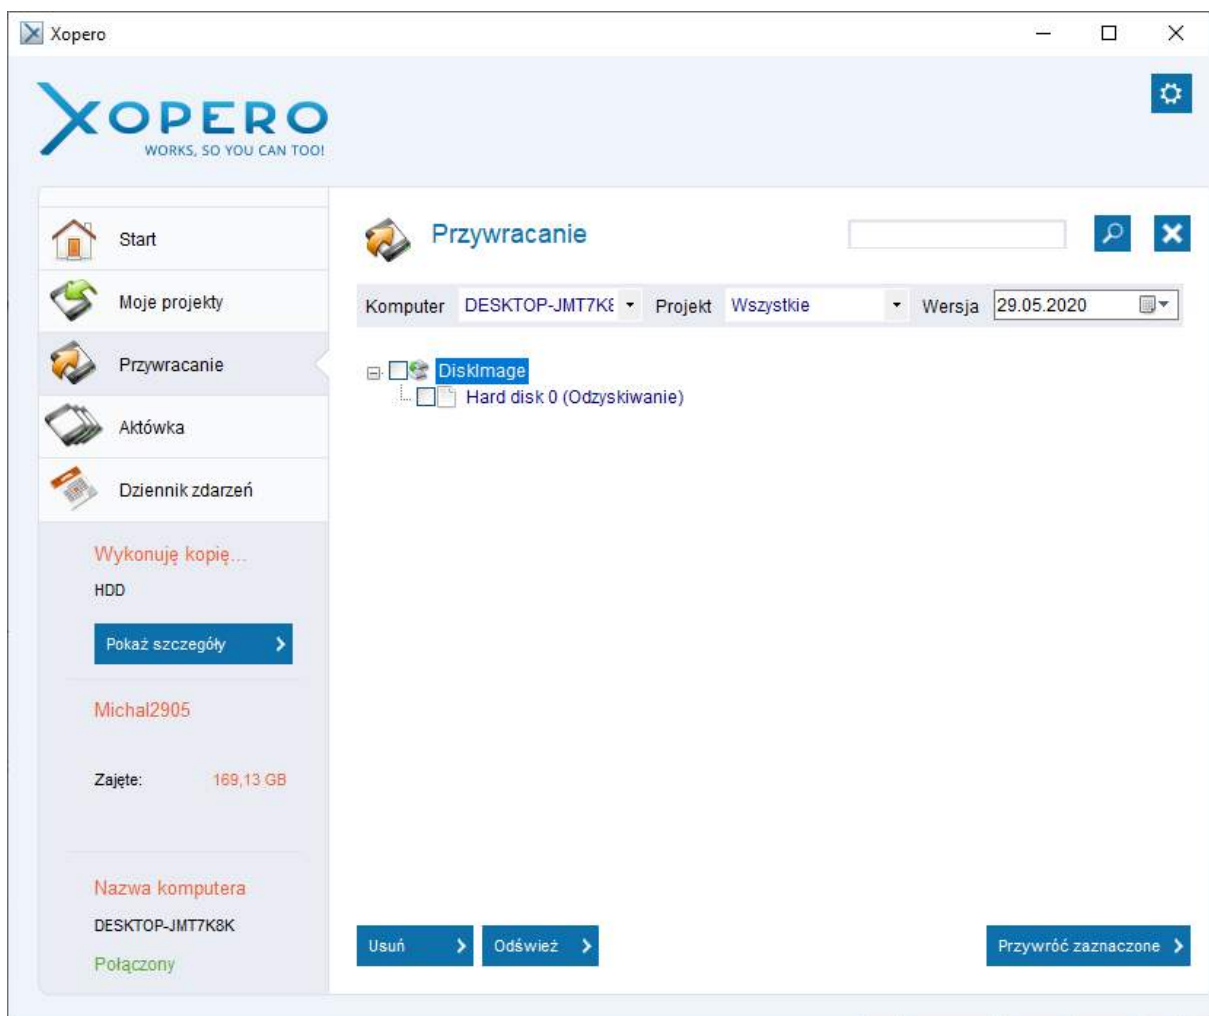 Xopero
XOPERO
WORKS, SO YOU CAN TOO!
Start
Moje projekty
Przywracanie
Aktówka
Dziennik zdarzeń
Wykonuję kopię...
HDD
Pokaż szczegóły
Michal2905
Zajęte: 169,13 GB
Nazwa komputera
DESKTOP-JMT7K8K
Połączony
Przywracanie
Komputer DESKTOP-JMT7K8 Projekt Wszystkie Wersja 29.05.2020
DiskImage
Hard disk 0 (Odzyskiwanie)
Usuń Odśwież Przywróć zaznaczone